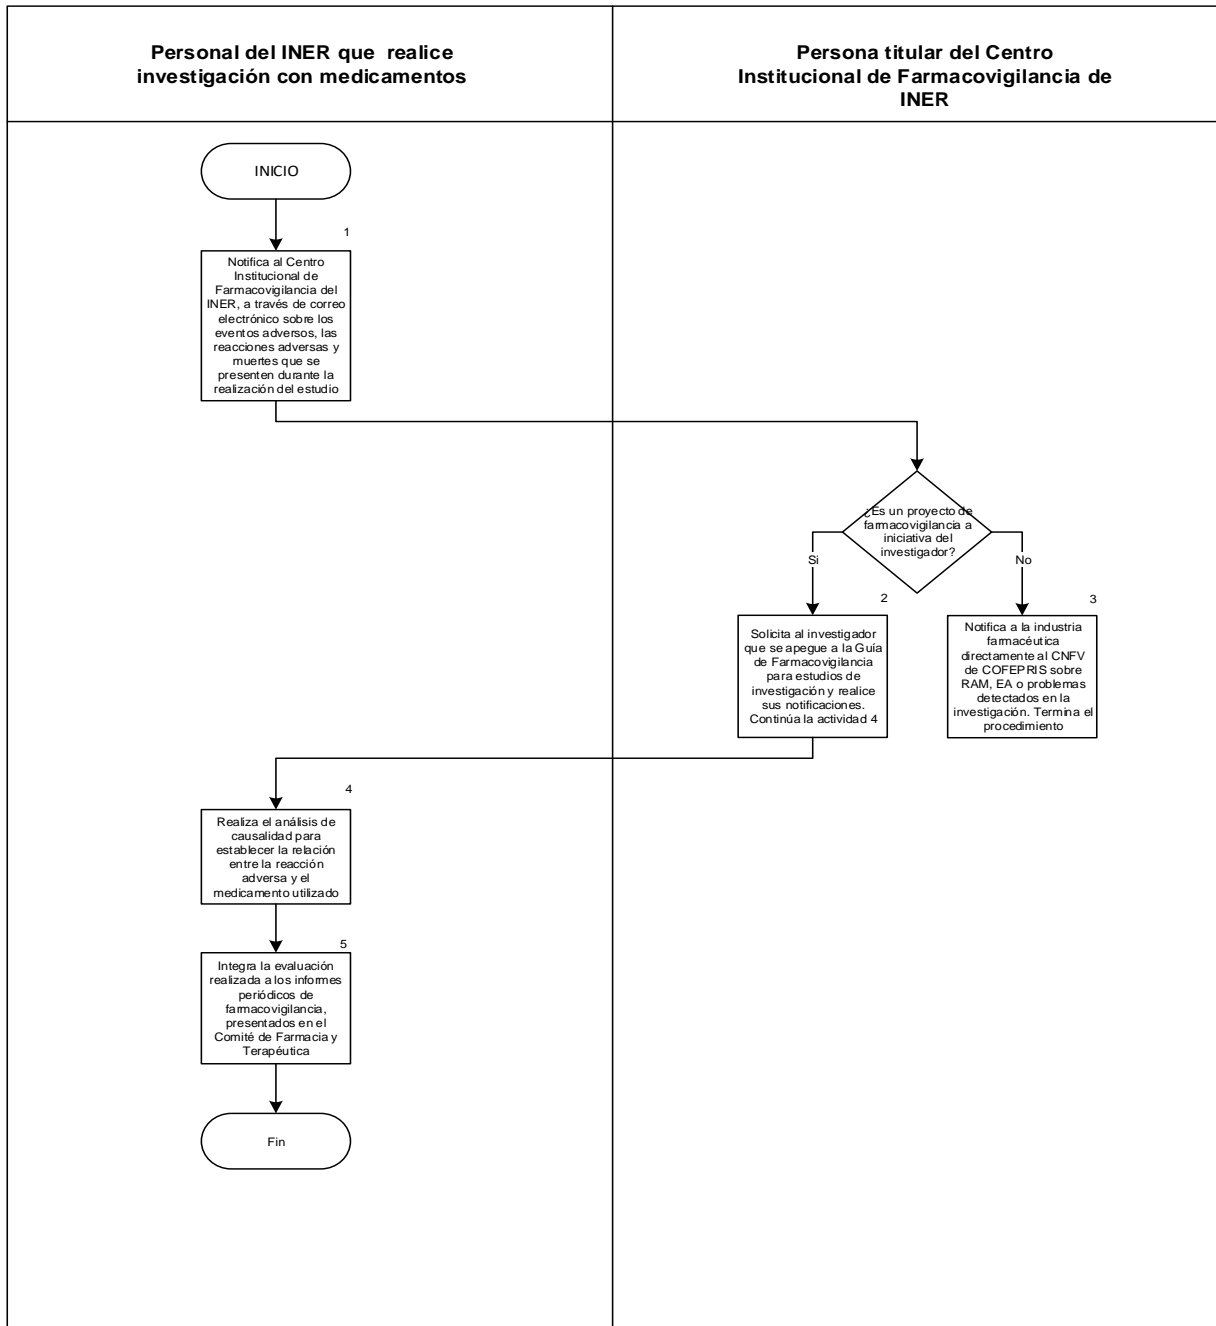 Personal del INER que realice
investigación con medicamentos
Persona titular del Centro
Institucional de Farmacovigilancia de
INER
INICIO
1
Notifica al Centro
Institucional de
Farmacovigilancia del
INER, a través de correo
electrónico sobre los
eventos adversos, las
reacciones adversas y
muertes que se
presenten durante la
realización del estudio
¿Es un proyecto de
farmacovigilancia a
iniciativa del
investigador?
Si
No
2
Solicita al investigador
que se apegue a la Guía
de Farmacovigilancia
para estudios de
investigación y realice
sus notificaciones.
Continúa la actividad 4
3
Notifica a la industria
farmacéutica
directamente al CNFV
de COFEPRIS sobre
RAM, EA o problemas
detectados en la
investigación. Termina el
procedimiento
4
Realiza el análisis de
causalidad para
establecer la relación
entre la reacción
adversa y el
medicamento utilizado
5
Integra la evaluación
realizada a los informes
periódicos de
farmacovigilancia,
presentados en el
Comité de Farmacia y
Terapéutica
Fin